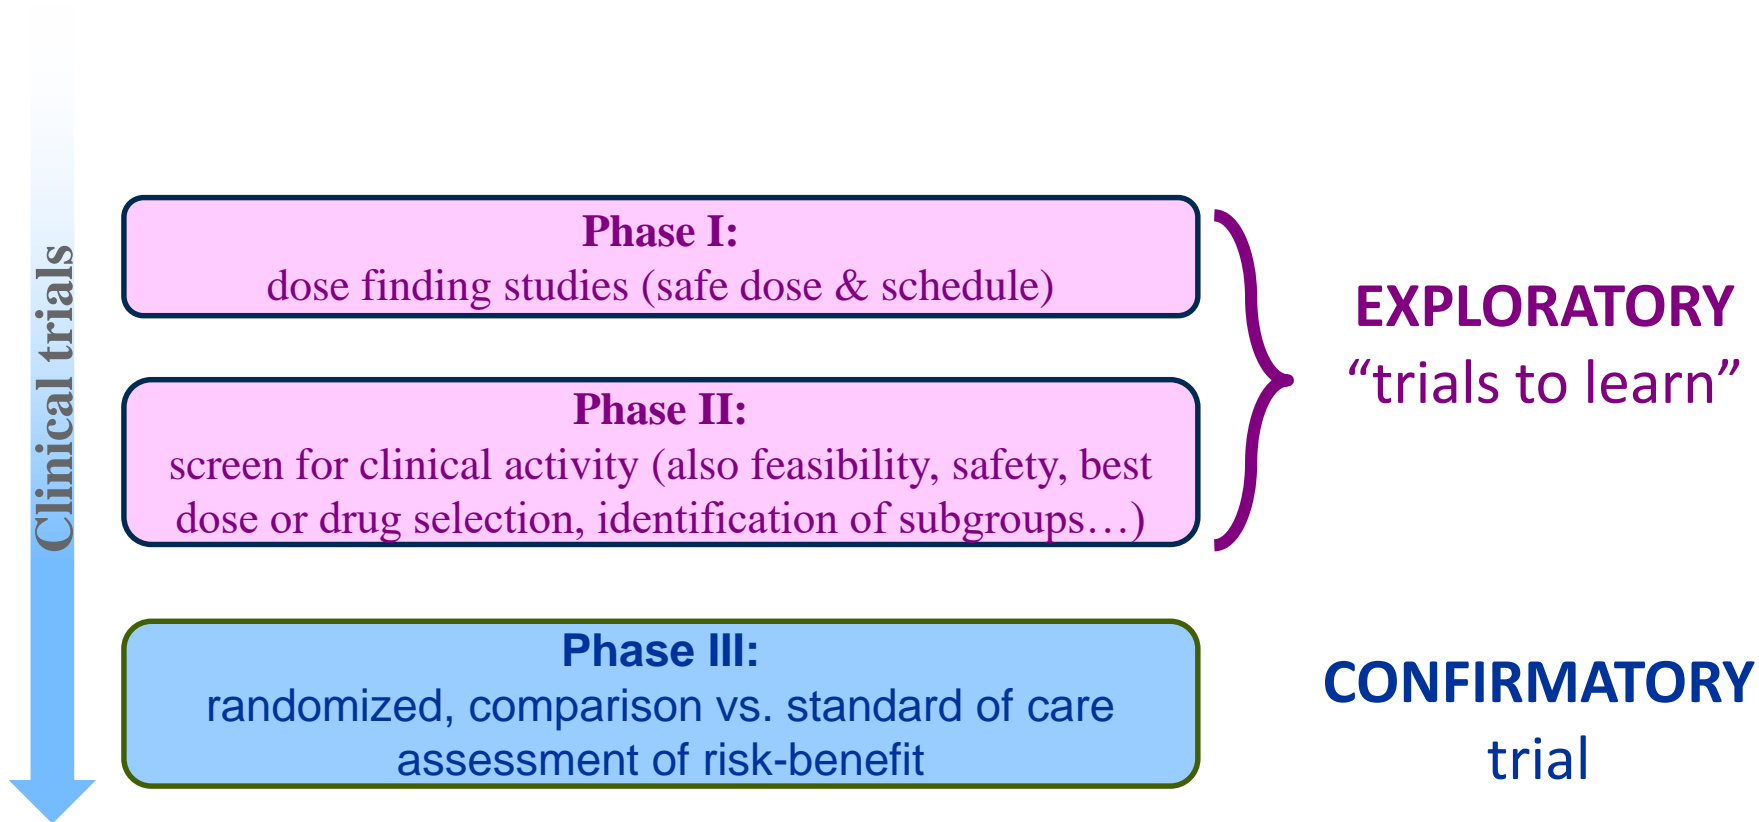 Clinical trials
Phase I:
dose finding studies (safe dose & schedule)
Phase II:
screen for clinical activity (also feasibility, safety, best
dose or drug selection, identification of subgroups…)
EXPLORATORY
“trials to learn”
Phase III:
randomized, comparison vs. standard of care
assessment of risk-benefit
CONFIRMATORY
trial